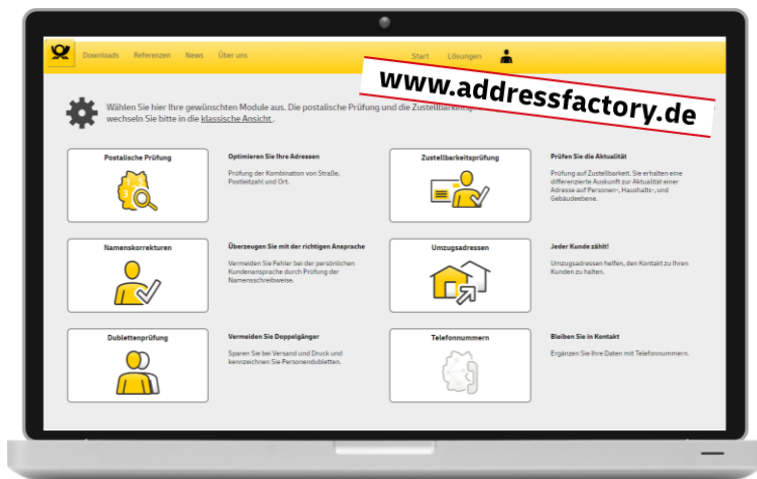 Downloads Referenzen News Über uns Start Lösungen
www.addressfactory.de
Wählen Sie hier Ihre gewünschten Module aus. Die postalische Prüfung und die Zustellbarkeitsp
wechseln Sie bitte in die klassische Ansicht.
Postalische Prüfung
Optimieren Sie Ihre Adressen
Prüfung der Kombination von Straße,
Postleitzahl und Ort.
Zustellbarkeitsprüfung
Prüfen Sie die Aktualität
Prüfung auf Zustellbarkeit. Sie erhalten eine
differenzierte Auskunft zur Aktualität einer
Adresse auf Personen-, Haushalts-, und
Gebäudeebene.
Namenskorrekturen
Überzeugen Sie mit der richtigen Ansprache
Vermeiden Sie Fehler bei der persönlichen
Kundenansprache durch Prüfung der
Namensschreibweise.
Umzugsadressen
Jeder Kunde zählt!
Umzugsadressen helfen, den Kontakt zu Ihren
Kunden zu halten.
Dublettenprüfung
Vermeiden Sie Doppelgänger
Sparen Sie bei Versand und Druck und
kennzeichnen Sie Personendubletten.
Telefonnummern
Bleiben Sie in Kontakt
Ergänzen Sie Ihre Daten mit Telefonnummern.